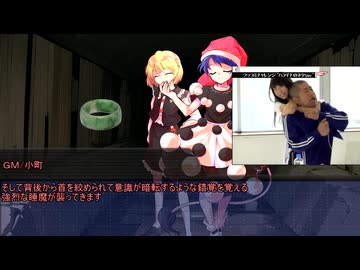 GM/小町
そして背後から首を絞められて意識が暗転するような錯覚を覚える
強烈な睡魔が襲ってきます